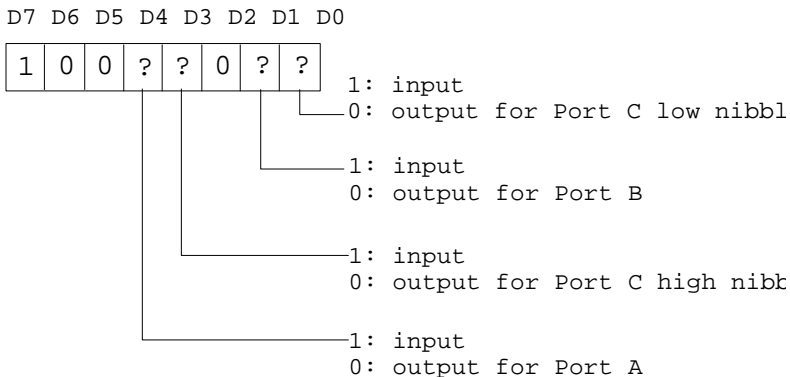 D7 D6 D5 D4 D3 D2 D1 D0
1 0 0 ? ? 0 ? ?
1: input
0: output for Port C low nibbl
1: input
0: output for Port B
1: input
0: output for Port C high nibb
1: input
0: output for Port A